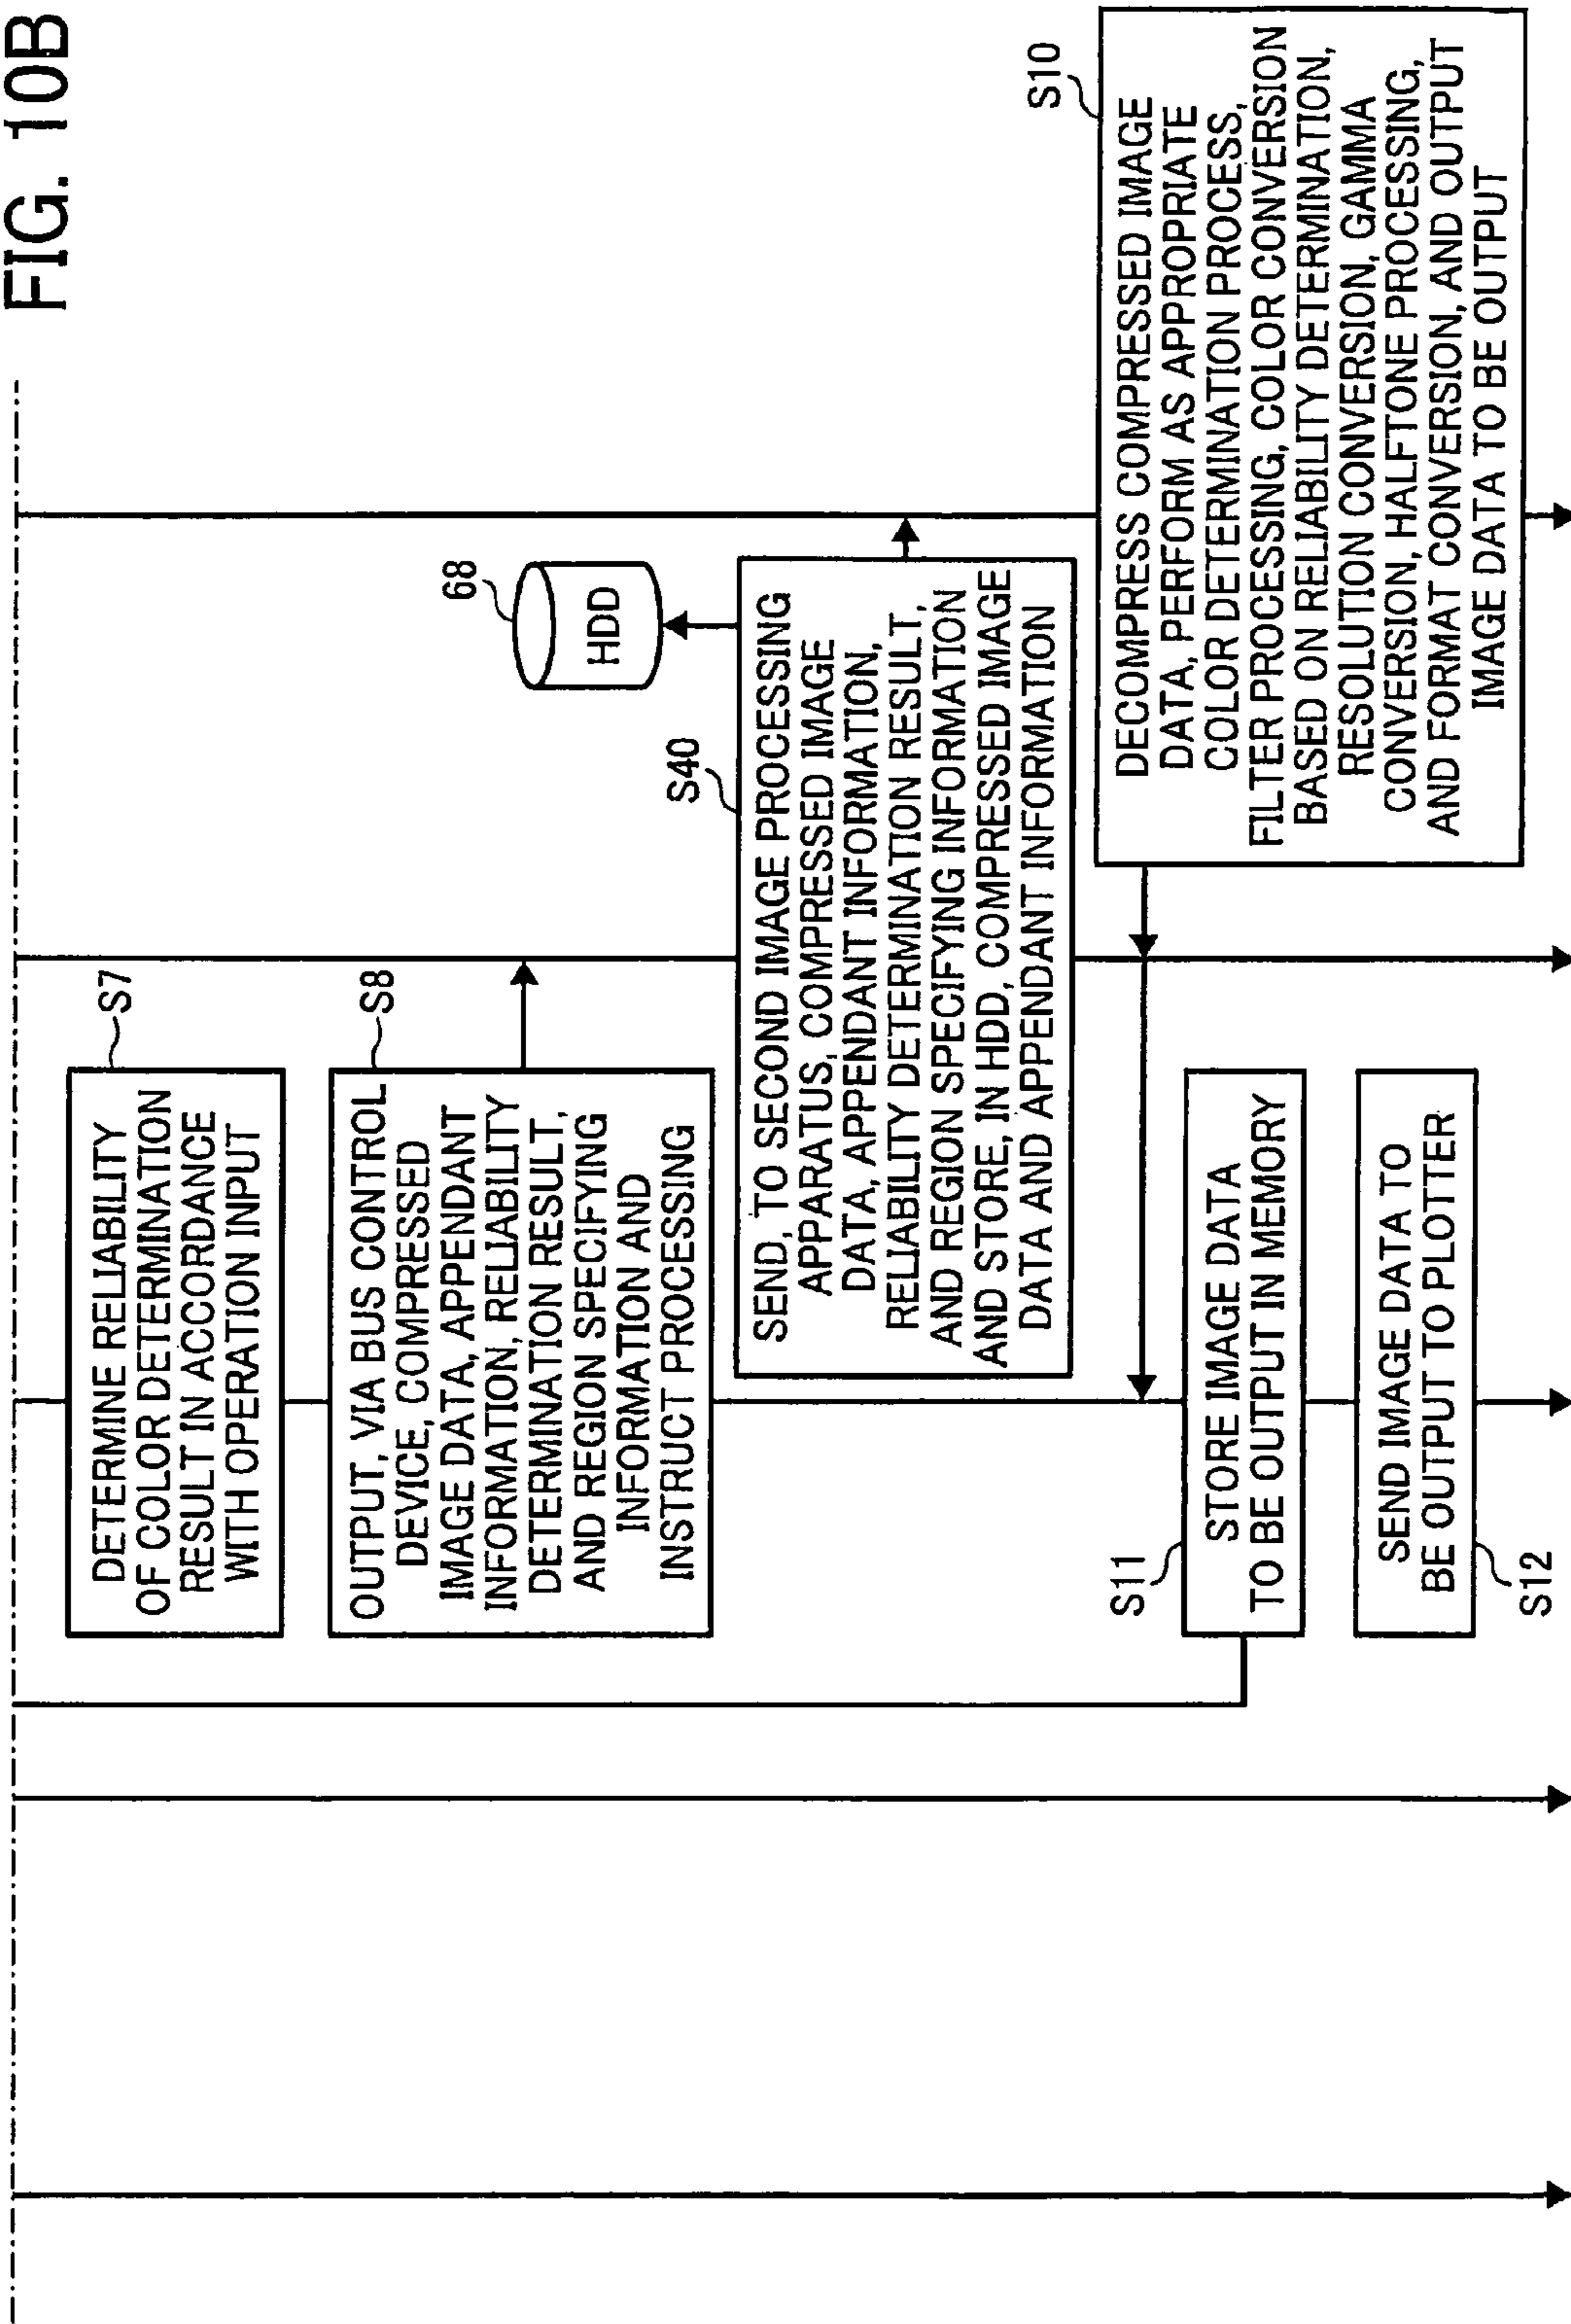 FIG. 10B
S7
DETERMINE RELIABILITY
OF COLOR DETERMINATION
RESULT IN ACCORDANCE
WITH OPERATION INPUT
S8
OUTPUT, VIA BUS CONTROL
DEVICE, COMPRESSED
IMAGE DATA, APPENDANT
INFORMATION, RELIABILITY
DETERMINATION RESULT,
AND REGION SPECIFYING
INFORMATION AND
INSTRUCT PROCESSING
68
HDD
S40
SEND, TO SECOND IMAGE PROCESSING
APPARATUS, COMPRESSED IMAGE
DATA, APPENDANT INFORMATION,
RELIABILITY DETERMINATION RESULT,
AND REGION SPECIFYING INFORMATION
AND STORE, IN HDD, COMPRESSED IMAGE
DATA AND APPENDANT INFORMATION
S10
DECOMPRESS COMPRESSED IMAGE
DATA, PERFORM AS APPROPRIATE
COLOR DETERMINATION PROCESS,
FILTER PROCESSING, COLOR CONVERSION
BASED ON RELIABILITY DETERMINATION,
RESOLUTION CONVERSION, GAMMA
CONVERSION, HALFTONE PROCESSING,
AND FORMAT CONVERSION, AND OUTPUT
IMAGE DATA TO BE OUTPUT
S11
STORE IMAGE DATA
TO BE OUTPUT IN MEMORY
SEND IMAGE DATA TO
BE OUTPUT TO PLOTTER
S12